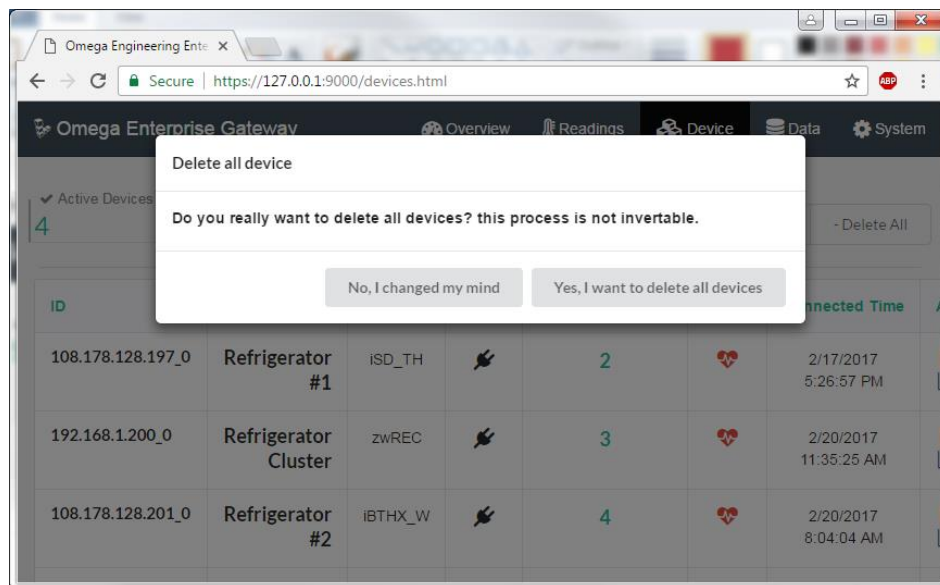 Omega Engineering Ente
Secure https://127.0.0.1:9000/devices.html
ABP
Omega Enterprise Gateway Overview Readings Device Data System
Delete all device
Active Devices
4
Do you really want to delete all devices? this process is not invertable.
- Delete All
No, I changed my mind Yes, I want to delete all devices
ID nnected Time
108.178.128.197_0 Refrigerator iSD_TH 2 2/17/2017
#1 5:26:57 PM
192.168.1.200_0 Refrigerator zwREC 3 2/20/2017
Cluster 11:35:25 AM
108.178.128.201_0 Refrigerator iBTHX_W 4 2/20/2017
#2 8:04:04 AM